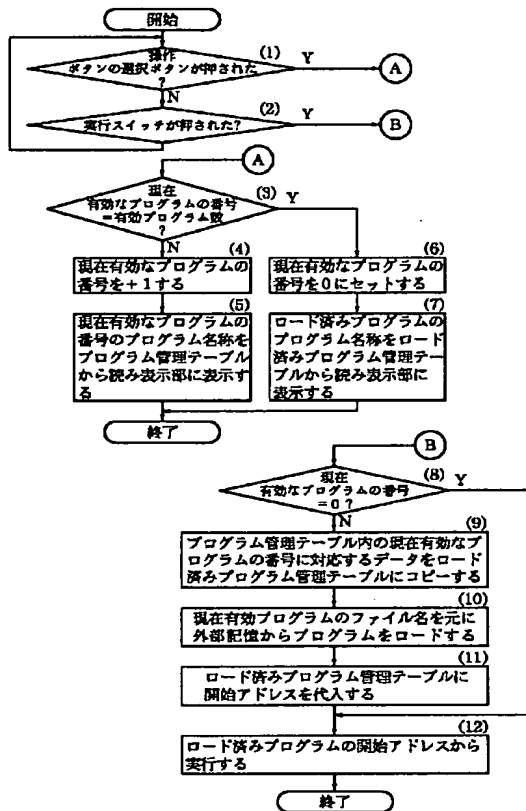 開始
(1)
操作
ボタンの選択ボタンが押された
?
Y
A
N
(2)
実行スイッチが押された?
Y
B
A
(3)
現在
有効なプログラムの番号
=有効プログラム数
?
Y
N
(4)
現在有効なプログラムの
番号を+1する
(5)
現在有効なプログラムの
番号のプログラム名称を
プログラム管理テーブル
から読み表示部に表示す
る
(6)
現在有効なプログラムの
番号を0にセットする
(7)
ロード済みプログラムの
プログラム名称をロード
済みプログラム管理テー
ブルから読み表示部に
表示する
終了
B
(8)
現在
有効なプログラムの番号
=0?
Y
N
(9)
プログラム管理テーブル内の現在有効なプ
ログラムの番号に対応するデータをロード
済みプログラム管理テーブルにコピーする
(10)
現在有効プログラムのファイル名を元に
外部記憶からプログラムをロードする
(11)
ロード済みプログラム管理テーブルに
開始アドレスを代入する
(12)
ロード済みプログラムの開始アドレスから
実行する
終了